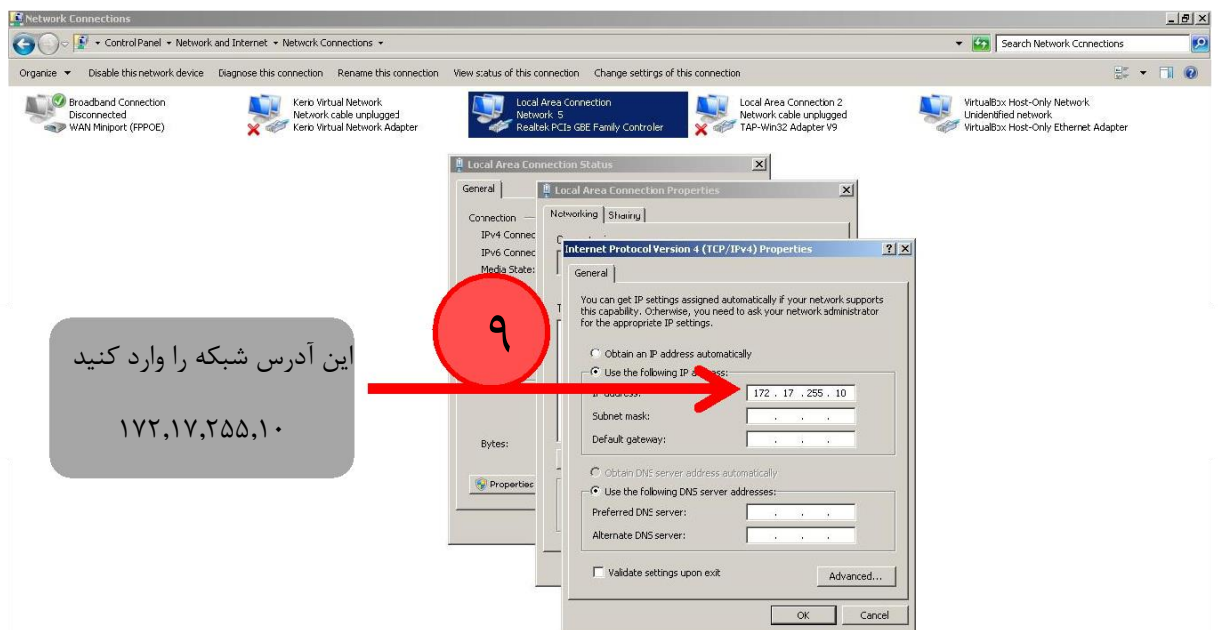 Network Connections
Control Panel Network and Internet Network Connections
Search Network Connections
Organize Disable this network device Diagnose this connection Rename this connection View status of this connection Change settings of this connection
Broadband Connection
Disconnected
WAN Miniport (PPPOE)
Kerio Virtual Network
Network cable unplugged
Kerio Virtual Network Adapter
Local Area Connection
Network 5
Realtek PCIe GBE Family Controller
Local Area Connection 2
Network cable unplugged
TAP-Win32 Adapter V9
VirtualBox Host-Only Network
Unidentified network
VirtualBox Host-Only Ethernet Adapter
Local Area Connection Status
General
Connection
IPv4 Connec
IPv6 Connec
Media State:
Bytes:
Properties
Local Area Connection Properties
Networking Sharing
Internet Protocol Version 4 (TCP/IPv4) Properties
General
You can get IP settings assigned automatically if your network supports
this capability. Otherwise, you need to ask your network administrator
for the appropriate IP settings.
Obtain an IP address automatically
Use the following IP address:
IP address: 172 . 17 . 255 . 10
Subnet mask: . . .
Default gateway: . . .
Obtain DNS server address automatically
Use the following DNS server addresses:
Preferred DNS server: . . .
Alternate DNS server: . . .
Validate settings upon exit
Advanced...
OK Cancel
۹
این آدرس شبکه را وارد کنید
۱۷۲,۱۷,۲۵۵,۱۰